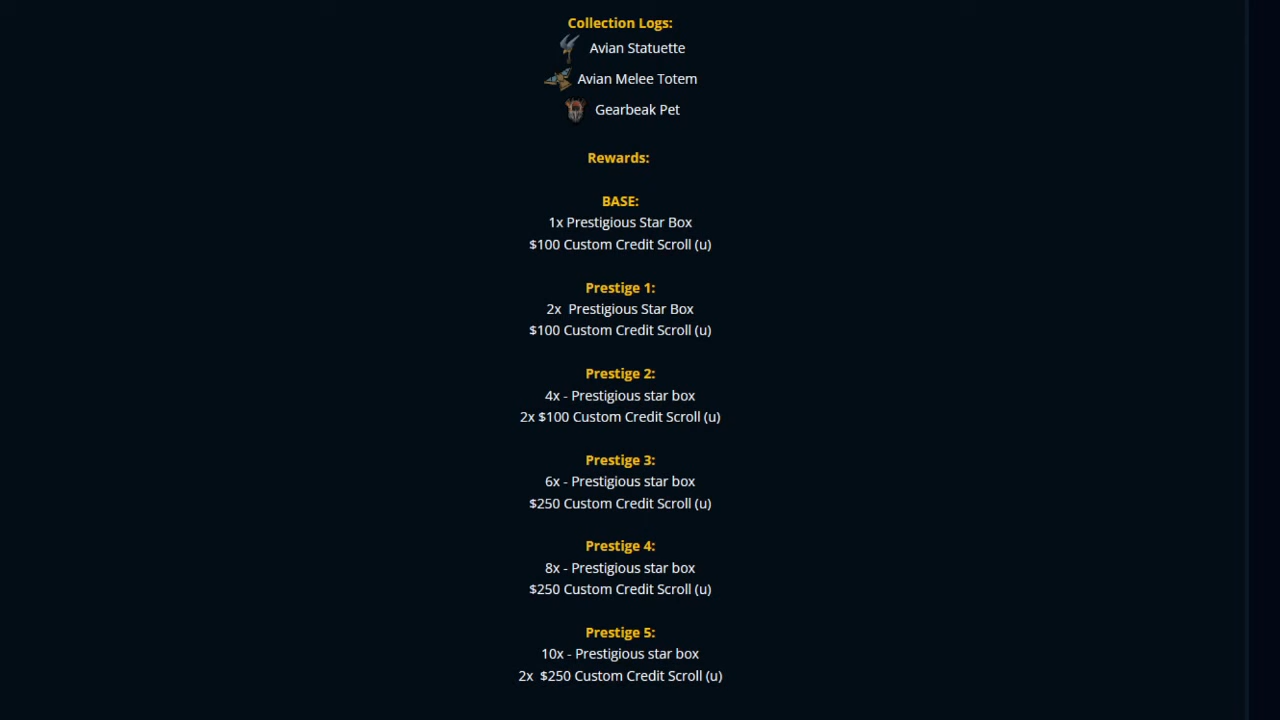 Collection Logs:
Avian Statuette
Avian Melee Totem
Gearbeak Pet
Rewards:
BASE:
1x Prestigious Star Box
$100 Custom Credit Scroll (u)
Prestige 1:
2x Prestigious Star Box
$100 Custom Credit Scroll (u)
Prestige 2:
4x - Prestigious star box
2x $100 Custom Credit Scroll (u)
Prestige 3:
6x - Prestigious star box
$250 Custom Credit Scroll (u)
Prestige 4:
8x - Prestigious star box
$250 Custom Credit Scroll (u)
Prestige 5:
10x - Prestigious star box
2x $250 Custom Credit Scroll (u)